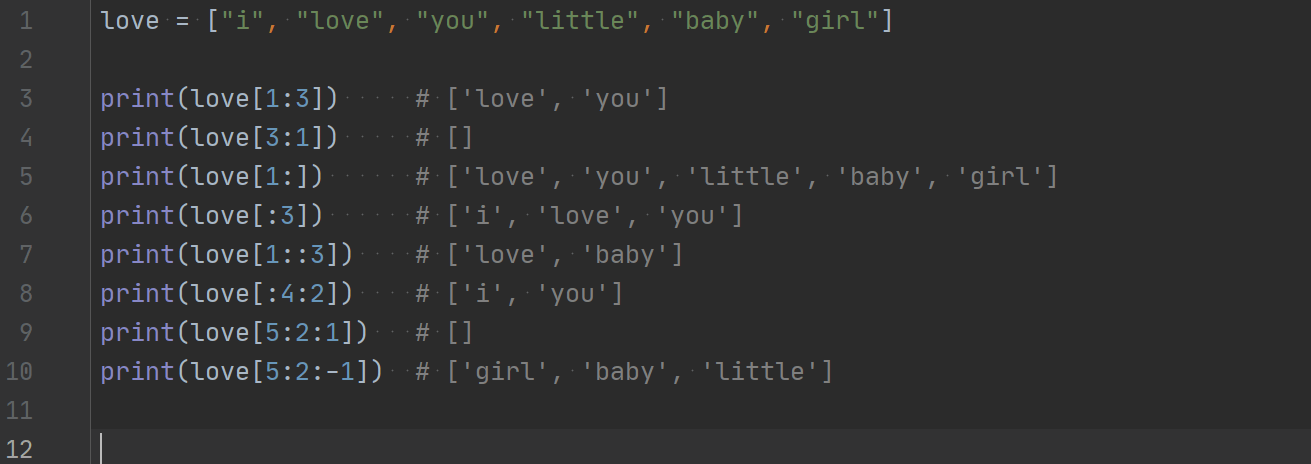 1 love = ["i", "love", "you", "little", "baby", "girl"]
2
3 print(love[1:3])     # ['love', 'you']
4 print(love[3:1])     # []
5 print(love[1:])      # ['love', 'you', 'little', 'baby', 'girl']
6 print(love[:3])      # ['i', 'love', 'you']
7 print(love[1::3])    # ['love', 'baby']
8 print(love[:4:2])    # ['i', 'you']
9 print(love[5:2:1])   # []
10 print(love[5:2:-1])  # ['girl', 'baby', 'little']
11
12